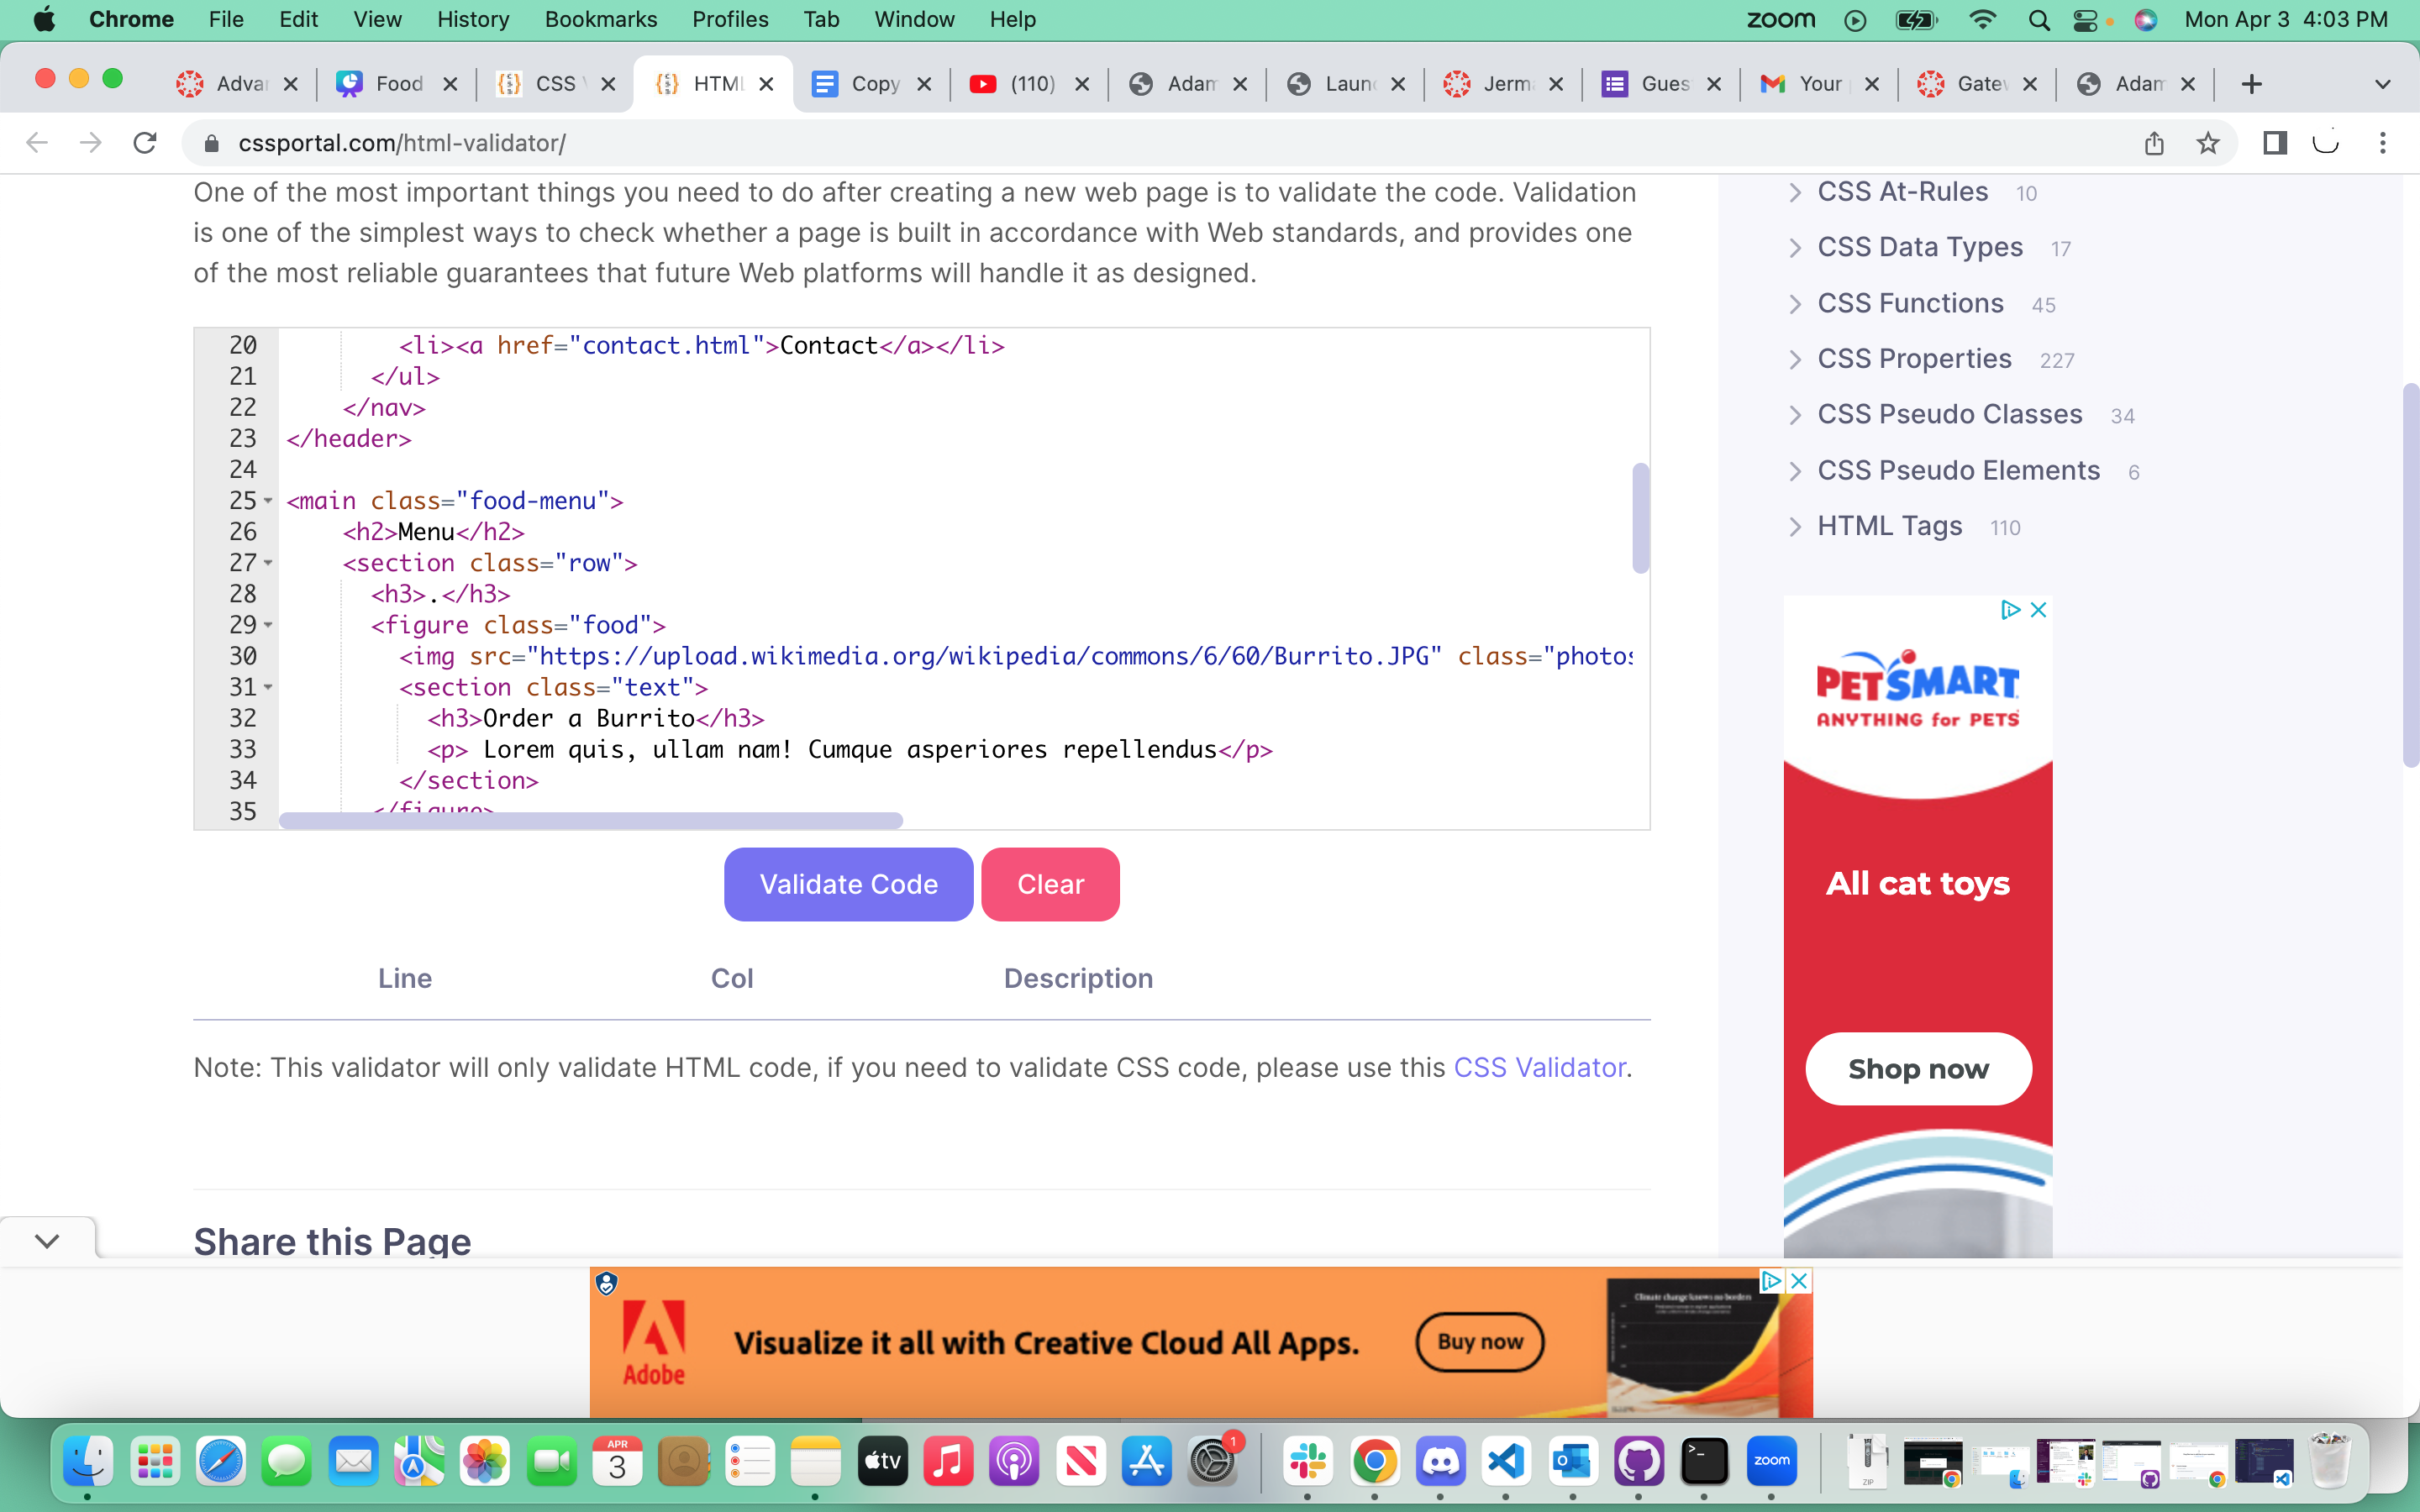 Chrome File Edit View History Bookmarks Profiles Tab Window Help zoom Mon Apr 3 4:03 PM
Adva Food CSS HTML Copy (110) Adam Laun Jerm Gues Your Gate Adam
cssportal.com/html-validator/
One of the most important things you need to do after creating a new web page is to validate the code. Validation
is one of the simplest ways to check whether a page is built in accordance with Web standards, and provides one
of the most reliable guarantees that future Web platforms will handle it as designed.
20 <li><a href="contact.html">Contact</a></li>
21 </ul>
22 </nav>
23 </header>
24
25 <main class="food-menu">
26 <h2>Menu</h2>
27 <section class="row">
28 <h3>.</h3>
29 <figure class="food">
30 <img src="https://upload.wikimedia.org/wikipedia/commons/6/60/Burrito.JPG" class="photos
31 <section class="text">
32 <h3>Order a Burrito</h3>
33 <p> Lorem quis, ullam nam! Cumque asperiores repellendus</p>
34 </section>
35 </figure>
Validate Code Clear
Line Col Description
Note: This validator will only validate HTML code, if you need to validate CSS code, please use this CSS Validator.
Share this Page
CSS At-Rules 10
CSS Data Types 17
CSS Functions 45
CSS Properties 227
CSS Pseudo Classes 34
CSS Pseudo Elements 6
HTML Tags 110
PETSMART
ANYTHING for PETS
All cat toys
Shop now
Adobe
Visualize it all with Creative Cloud All Apps.
Buy now
Climate change knows no borders
APR
3
tv
1
zoom
ZIP